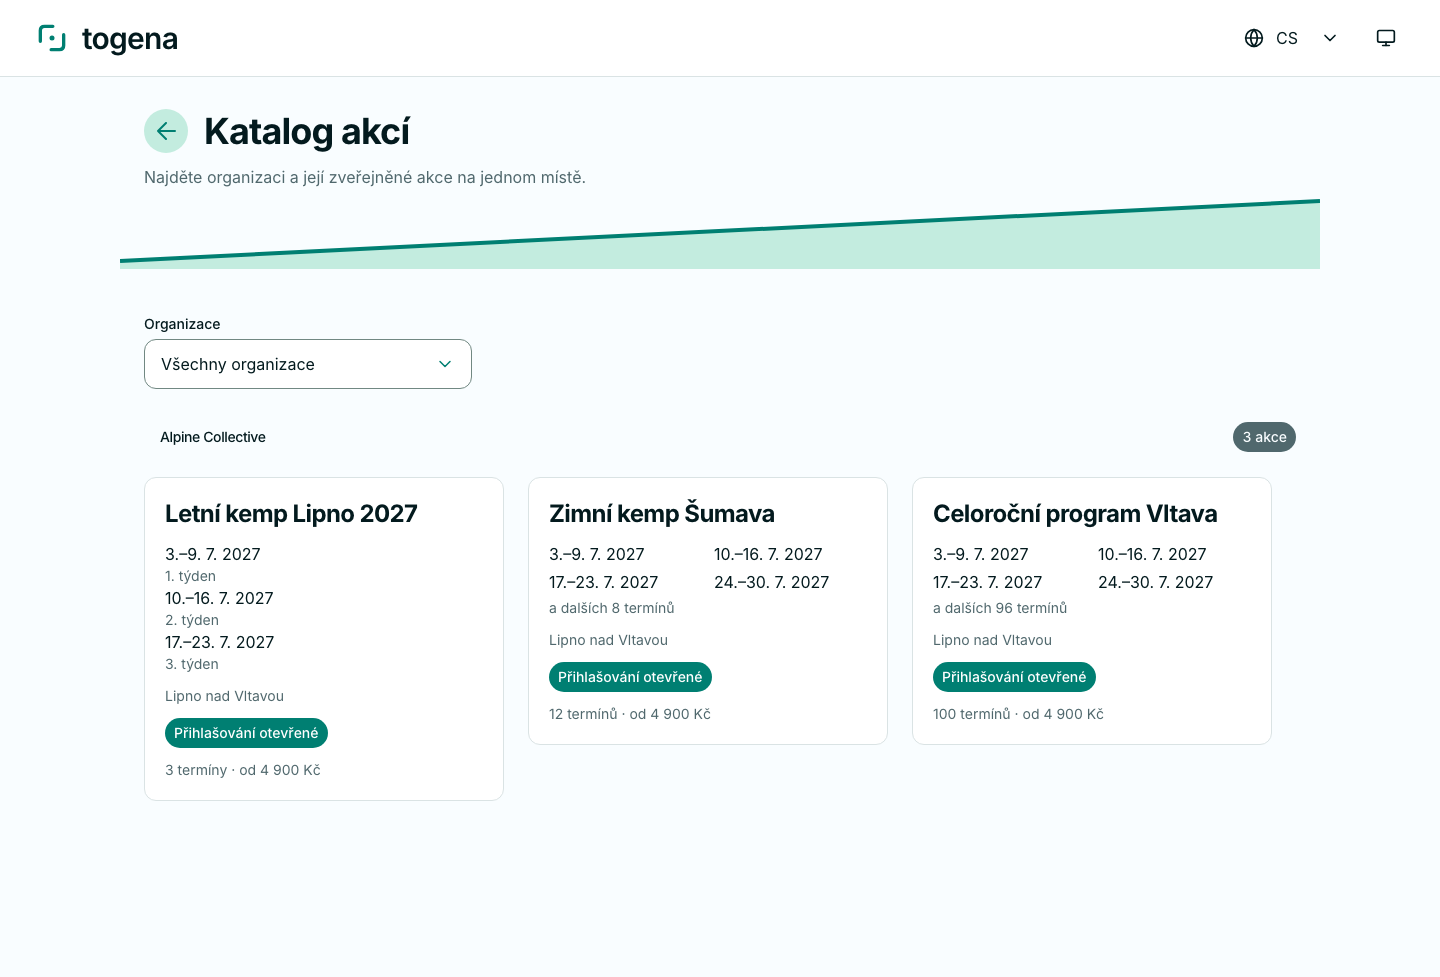 togena
CS
Katalog akcí
Najděte organizaci a její zveřejněné akce na jednom místě.
Organizace
Všechny organizace
Alpine Collective
3 akce
Letní kemp Lipno 2027
3.–9. 7. 2027
1. týden
10.–16. 7. 2027
2. týden
17.–23. 7. 2027
3. týden
Lipno nad Vltavou
Přihlašování otevřené
3 termíny · od 4 900 Kč
Zimní kemp Šumava
3.–9. 7. 2027 10.–16. 7. 2027
17.–23. 7. 2027 24.–30. 7. 2027
a dalších 8 termínů
Lipno nad Vltavou
Přihlašování otevřené
12 termínů · od 4 900 Kč
Celoroční program Vltava
3.–9. 7. 2027 10.–16. 7. 2027
17.–23. 7. 2027 24.–30. 7. 2027
a dalších 96 termínů
Lipno nad Vltavou
Přihlašování otevřené
100 termínů · od 4 900 Kč